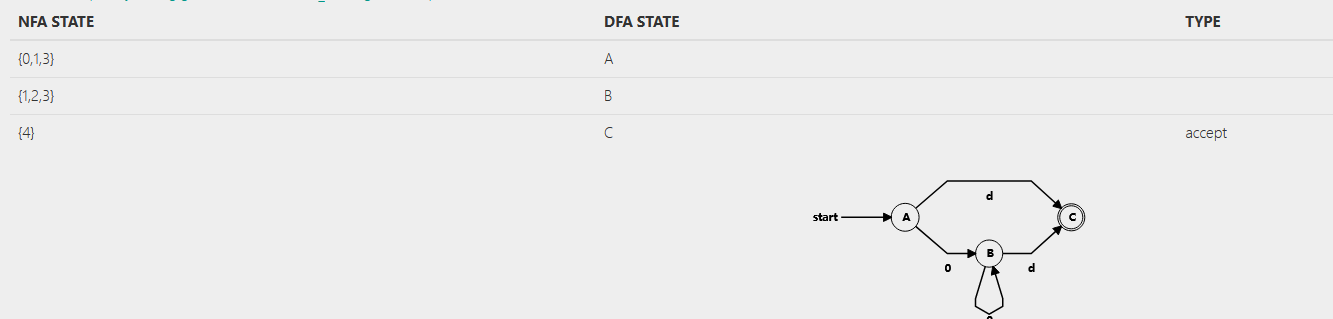 NFA STATE DFA STATE TYPE
{0,1,3} A
{1,2,3} B
{4} C accept
d
start A C
B
0 d